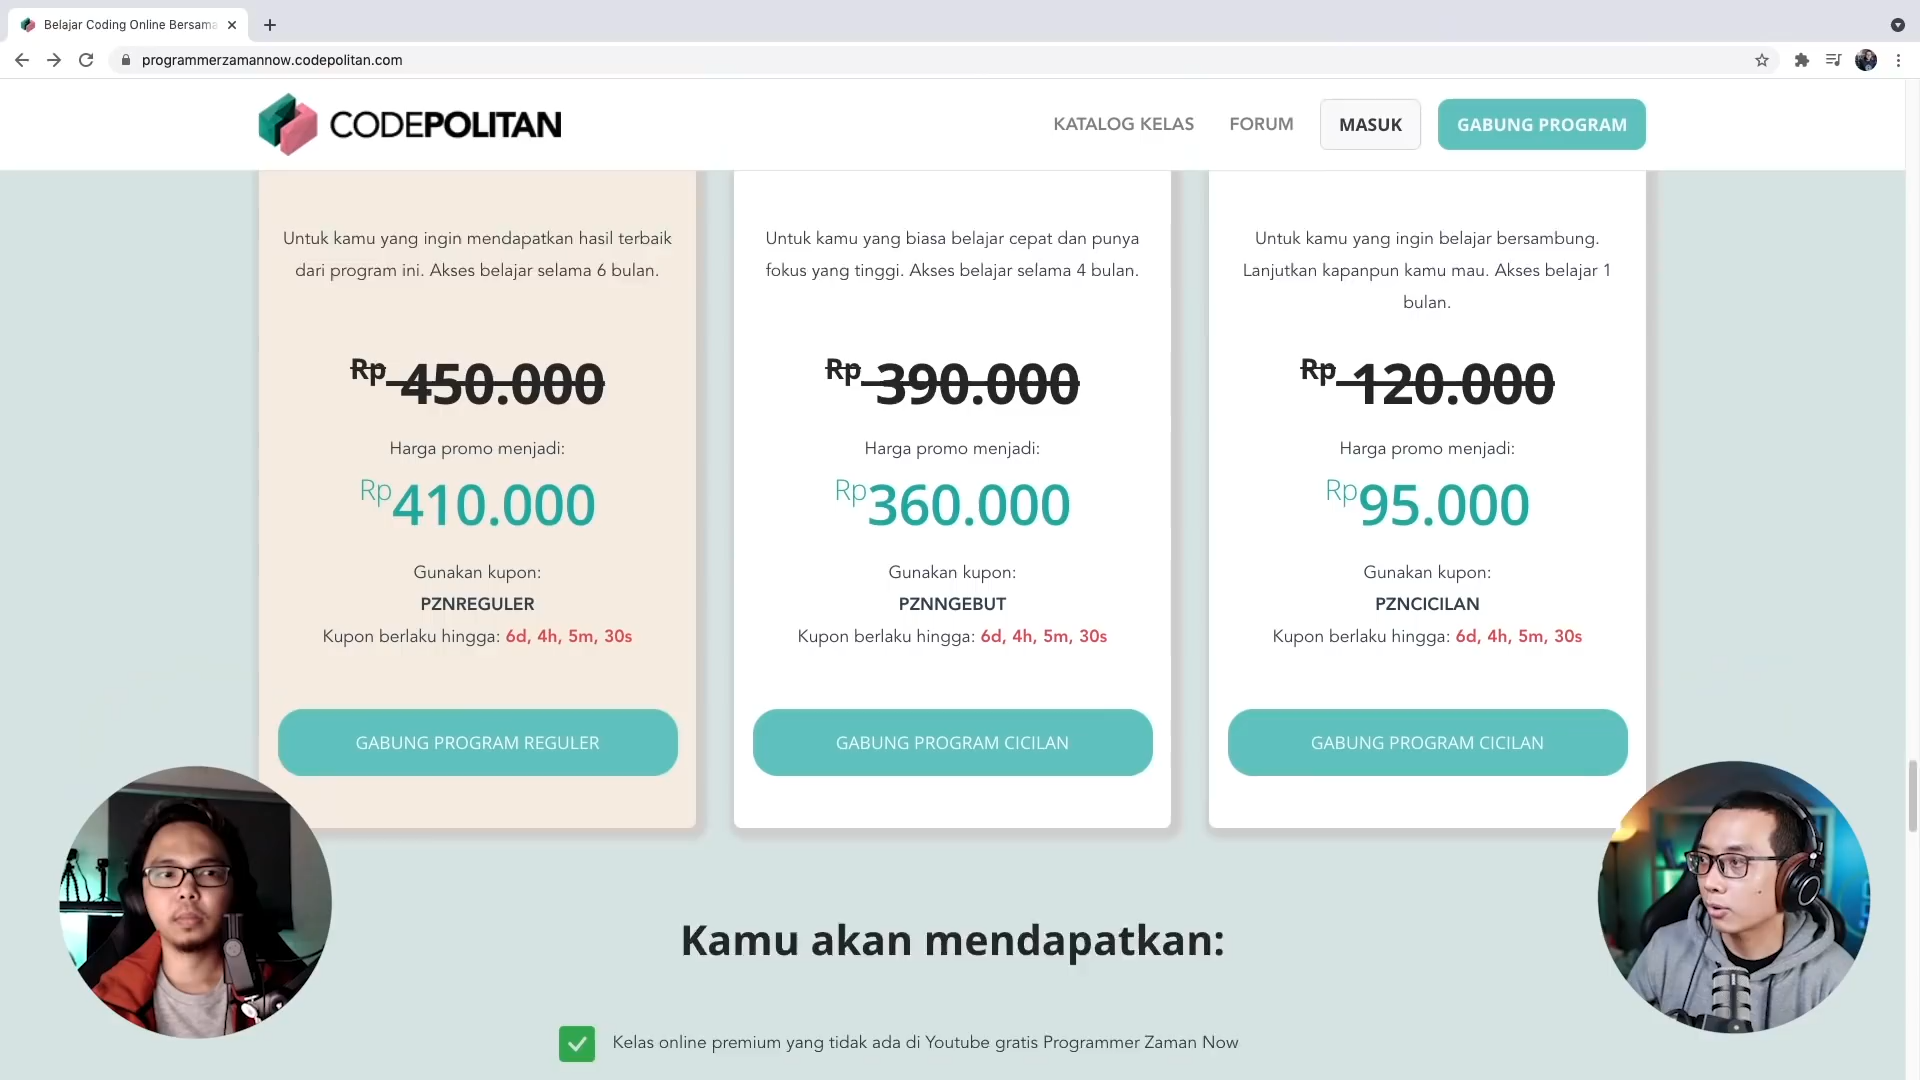 Belajar Coding Online Bersama
programmerzamannow.codepolitan.com
CODEPOLITAN
KATALOG KELAS
FORUM
MASUK
GABUNG PROGRAM
Untuk kamu yang ingin mendapatkan hasil terbaik
dari program ini. Akses belajar selama 6 bulan.
Rp 450.000
Harga promo menjadi:
Rp410.000
Gunakan kupon:
PZNREGULER
Kupon berlaku hingga: 6d, 4h, 5m, 30s
GABUNG PROGRAM REGULER
Untuk kamu yang biasa belajar cepat dan punya
fokus yang tinggi. Akses belajar selama 4 bulan.
Rp 390.000
Harga promo menjadi:
Rp360.000
Gunakan kupon:
PZNNGEBUT
Kupon berlaku hingga: 6d, 4h, 5m, 30s
GABUNG PROGRAM CICILAN
Untuk kamu yang ingin belajar bersambung.
Lanjutkan kapanpun kamu mau. Akses belajar 1
bulan.
Rp 120.000
Harga promo menjadi:
Rp95.000
Gunakan kupon:
PZNCICILAN
Kupon berlaku hingga: 6d, 4h, 5m, 30s
GABUNG PROGRAM CICILAN
Kamu akan mendapatkan:
Kelas online premium yang tidak ada di Youtube gratis Programmer Zaman Now